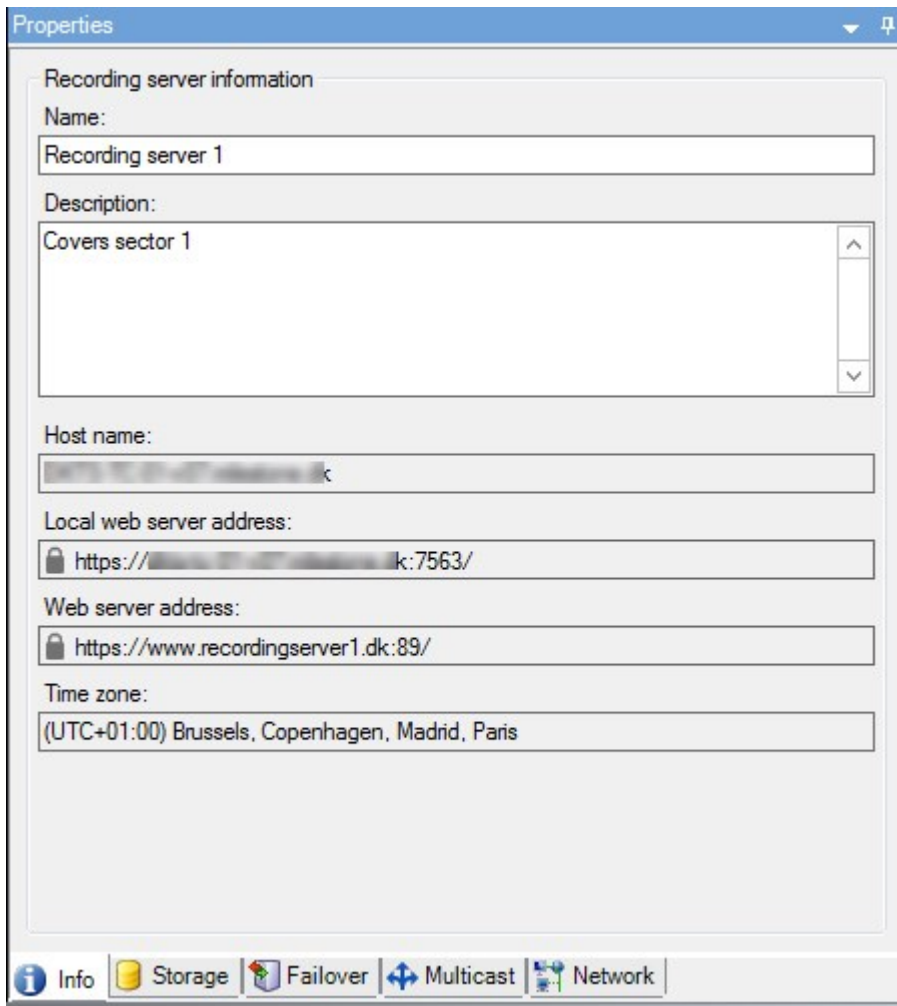 Properties
Recording server information
Name:
Recording server 1
Description:
Covers sector 1
Host name:
k
Local web server address:
https:// k:7563/
Web server address:
https://www.recordingserver1.dk:89/
Time zone:
(UTC+01:00) Brussels, Copenhagen, Madrid, Paris
Info Storage Failover Multicast Network